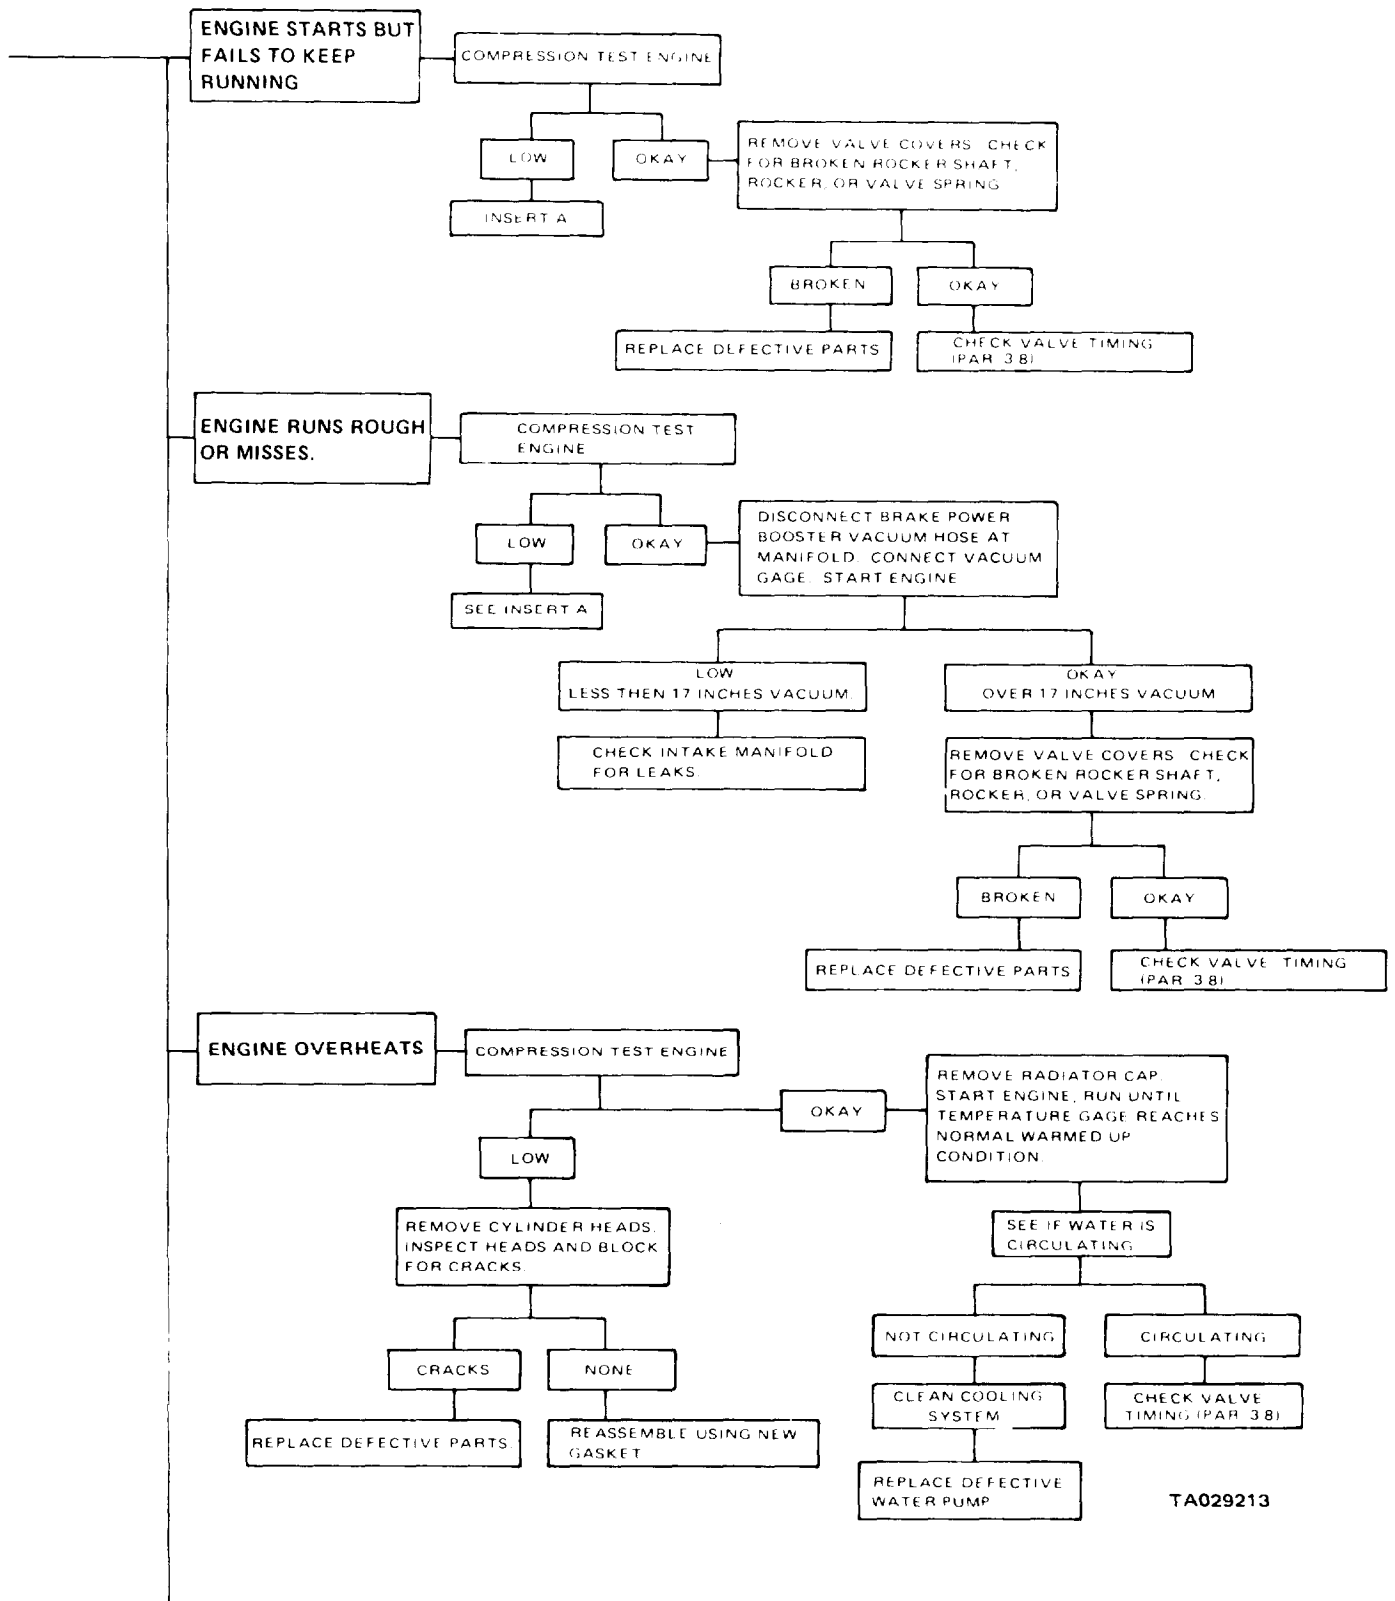 ENGINE STARTS BUT
FAILS TO KEEP
RUNNING
COMPRESSION TEST ENGINE
LOW
OKAY
REMOVE VALVE COVERS CHECK
FOR BROKEN ROCKER SHAFT,
ROCKER, OR VALVE SPRING
INSERT A
BROKEN
OKAY
REPLACE DEFECTIVE PARTS
CHECK VALVE TIMING
(PAR 3 8)
ENGINE RUNS ROUGH
OR MISSES.
COMPRESSION TEST
ENGINE
LOW
OKAY
DISCONNECT BRAKE POWER
BOOSTER VACUUM HOSE AT
MANIFOLD. CONNECT VACUUM
GAGE. START ENGINE
SEE INSERT A
LOW
LESS THEN 17 INCHES VACUUM.
OKAY
OVER 17 INCHES VACUUM
CHECK INTAKE MANIFOLD
FOR LEAKS.
REMOVE VALVE COVERS CHECK
FOR BROKEN ROCKER SHAFT,
ROCKER, OR VALVE SPRING.
BROKEN
OKAY
REPLACE DEFECTIVE PARTS
CHECK VALVE TIMING
(PAR 3 8)
ENGINE OVERHEATS
COMPRESSION TEST ENGINE
OKAY
REMOVE RADIATOR CAP.
START ENGINE, RUN UNTIL
TEMPERATURE GAGE REACHES
NORMAL WARMED UP
CONDITION.
LOW
REMOVE CYLINDER HEADS.
INSPECT HEADS AND BLOCK
FOR CRACKS.
SEE IF WATER IS
CIRCULATING
CRACKS
NONE
NOT CIRCULATING
CIRCULATING
REPLACE DEFECTIVE PARTS.
REASSEMBLE USING NEW
GASKET
CLEAN COOLING
SYSTEM
CHECK VALVE
TIMING (PAR 3 8)
REPLACE DEFECTIVE
WATER PUMP
TA029213